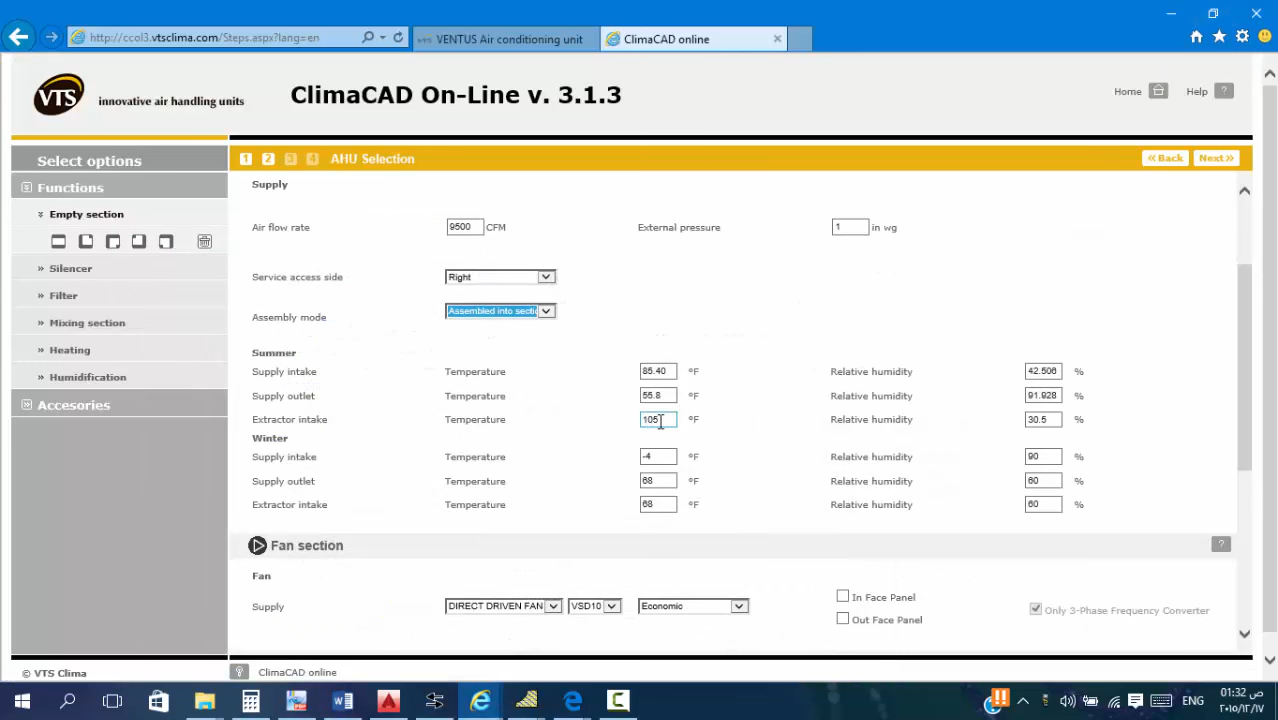 http://ccol3.vtsclima.com/Steps.aspx?lang=en
VENTUS Air conditioning unit
ClimaCAD online
VTS innovative air handling units
ClimaCAD On-Line v. 3.1.3
Home
Help ?
Select options
1 2 3 4 AHU Selection
Back
Next
Functions
Empty section
Silencer
Filter
Mixing section
Heating
Humidification
Accesories
Supply
Air flow rate 9500 CFM External pressure 1 in wg
Service access side Right
Assembly mode Assembled into secti
Summer
Supply intake Temperature 85.40 °F Relative humidity 42.506 %
Supply outlet Temperature 55.8 °F Relative humidity 91.928 %
Extractor intake Temperature 105 °F Relative humidity 30.5 %
Winter
Supply intake Temperature -4 °F Relative humidity 90 %
Supply outlet Temperature 68 °F Relative humidity 60 %
Extractor intake Temperature 68 °F Relative humidity 60 %
Fan section ?
Fan
Supply DIRECT DRIVEN FAN VSD10 Economic
In Face Panel
Out Face Panel
Only 3-Phase Frequency Converter
© VTS Clima
? ClimaCAD online
ENG
01:32 ص
٢٠١٥/١٢/١٧